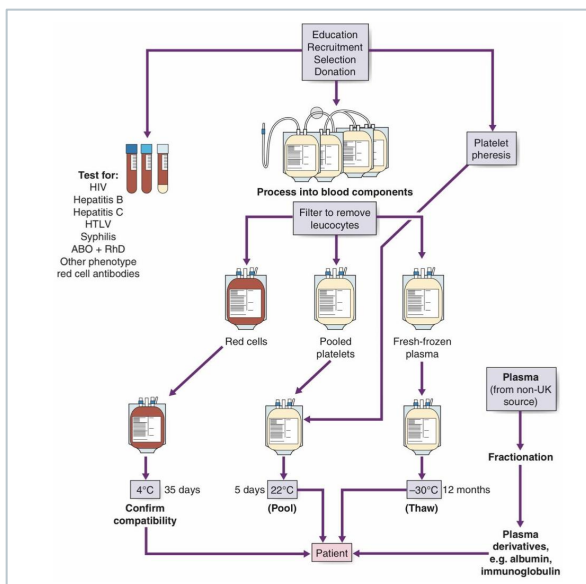 Education
Recruitment
Selection
Donation
Platelet
pheresis
Test for:
HIV
Hepatitis B
Hepatitis C
HTLV
Syphilis
ABO + RhD
Other phenotype
red cell antibodies
Process into blood components
Filter to remove
leucocytes
Red cells
Pooled
platelets
Fresh-frozen
plasma
Plasma
(from non-UK
source)
Fractionation
4°C 35 days
Confirm
compatibility
5 days 22°C
(Pool)
–30°C 12 months
(Thaw)
Patient
Plasma
derivatives,
e.g. albumin,
immunoglobulin